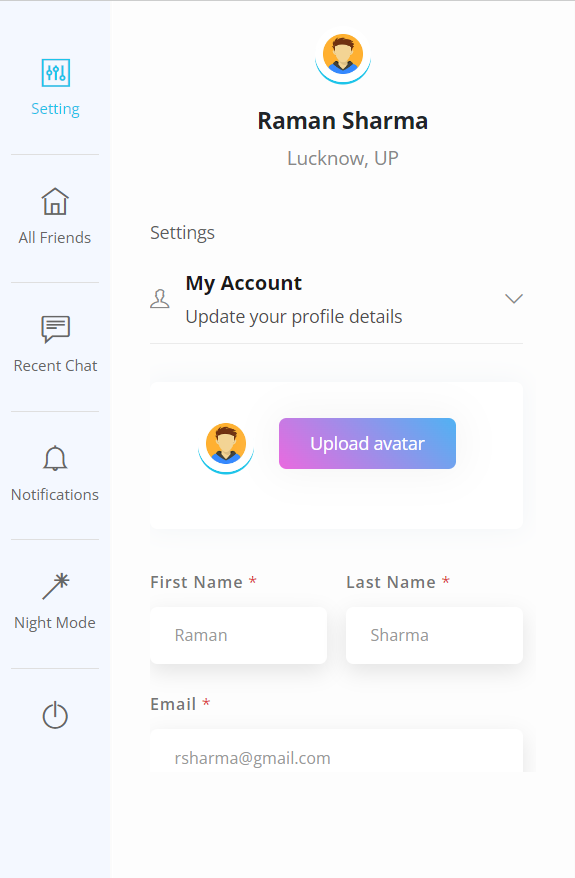 Setting
All Friends
Recent Chat
Notifications
Night Mode
Raman Sharma
Lucknow, UP
Settings
My Account
Update your profile details
Upload avatar
First Name * Last Name *
Raman Sharma
Email *
rsharma@gmail.com